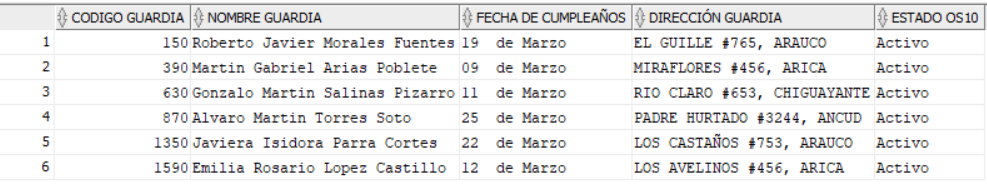 CODIGO GUARDIA NOMBRE GUARDIA FECHA DE CUMPLEAÑOS DIRECCIÓN GUARDIA ESTADO OS10
1 150 Roberto Javier Morales Fuentes 19 de Marzo EL GUILLE #765, ARAUCO Activo
2 390 Martin Gabriel Arias Poblete 09 de Marzo MIRAFLORES #456, ARICA Activo
3 630 Gonzalo Martin Salinas Pizarro 11 de Marzo RIO CLARO #653, CHIGUAYANTE Activo
4 870 Alvaro Martin Torres Soto 25 de Marzo PADRE HURTADO #3244, ANCUD Activo
5 1350 Javiera Isidora Parra Cortes 22 de Marzo LOS CASTAÑOS #753, ARAUCO Activo
6 1590 Emilia Rosario Lopez Castillo 12 de Marzo LOS AVELINOS #456, ARICA Activo